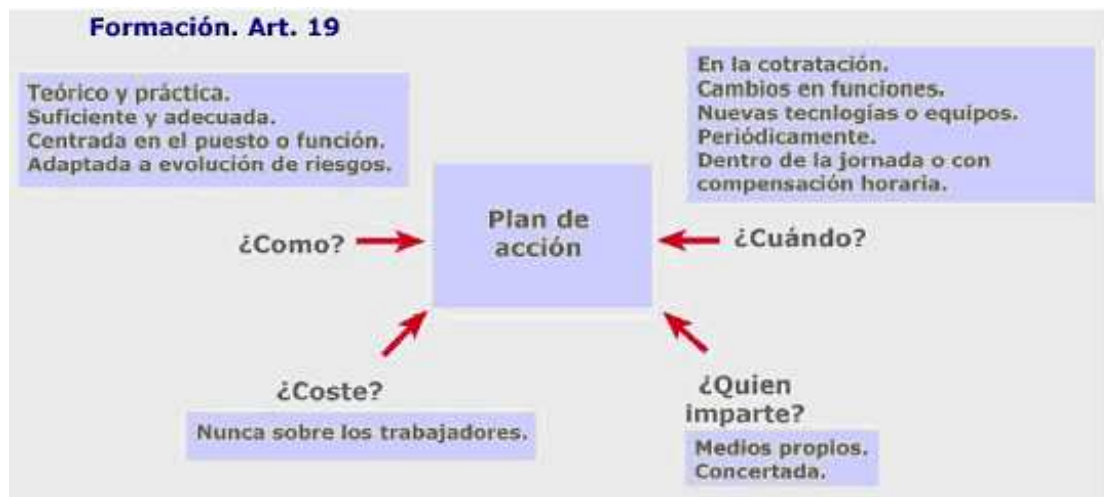 Formación. Art. 19
Teórico y práctica.
Suficiente y adecuada.
Centrada en el puesto o función.
Adaptada a evolución de riesgos.
En la cotratación.
Cambios en funciones.
Nuevas tecnlogías o equipos.
Periódicamente.
Dentro de la jornada o con
compensación horaria.
Plan de
acción
¿Como?
¿Cuándo?
¿Coste?
Nunca sobre los trabajadores.
¿Quien
imparte?
Medios propios.
Concertada.